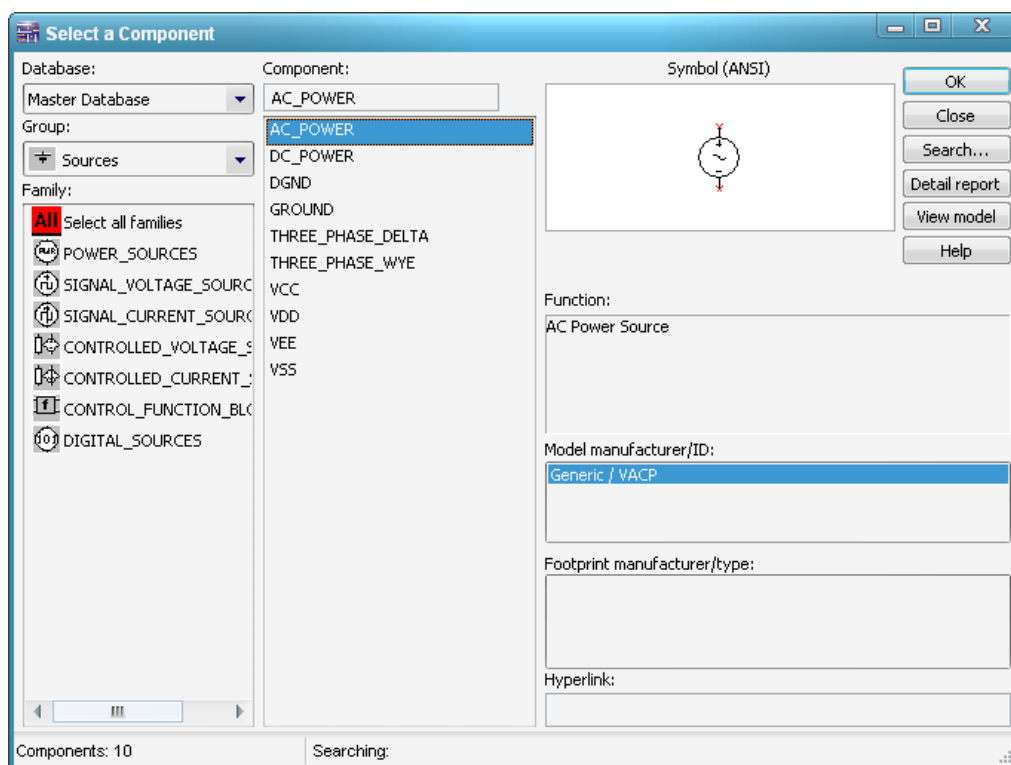 Select a Component
Database:
Master Database
Group:
Sources
Family:
All Select all families
POWER_SOURCES
SIGNAL_VOLTAGE_SOURC
SIGNAL_CURRENT_SOURC
CONTROLLED_VOLTAGE_S
CONTROLLED_CURRENT_
CONTROL_FUNCTION_BLO
DIGITAL_SOURCES
Component:
AC_POWER
AC_POWER
DC_POWER
DGND
GROUND
THREE_PHASE_DELTA
THREE_PHASE_WYE
VCC
VDD
VEE
VSS
Symbol (ANSI)
OK
Close
Search...
Detail report
View model
Help
Function:
AC Power Source
Model manufacturer/ID:
Generic / VACP
Footprint manufacturer/type:
Hyperlink:
Components: 10
Searching: